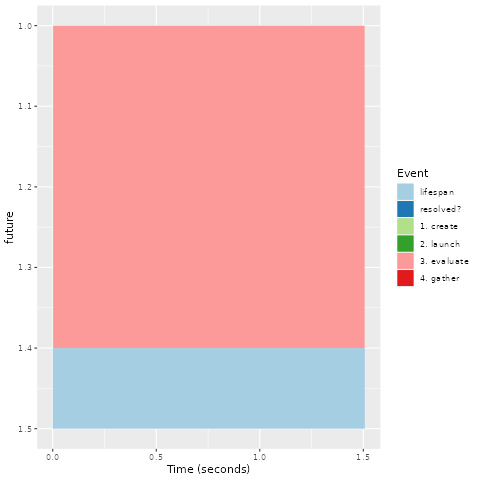 1.0
1.1
1.2
1.3
1.4
1.5
future
0.0
0.5
1.0
1.5
Time (seconds)
Event
lifespan
resolved?
1. create
2. launch
3. evaluate
4. gather